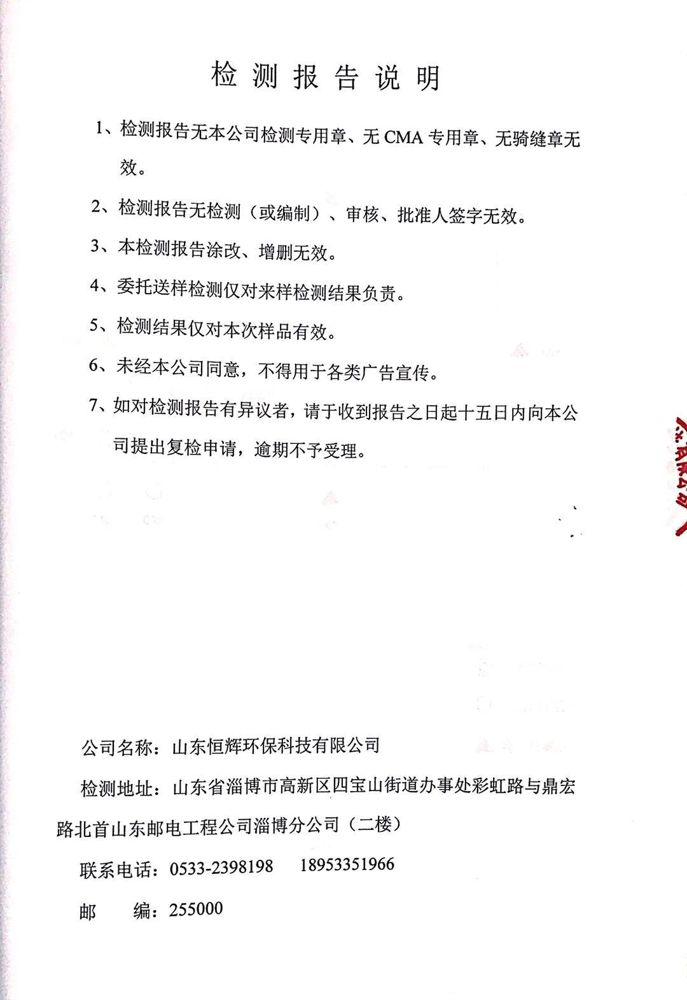 检测报告说明
1、检测报告无本公司检测专用章、无 CMA 专用章、无骑缝章无
效。
2、检测报告无检测（或编制）、审核、批准人签字无效。
3、本检测报告涂改、增删无效。
4、委托送样检测仅对来样检测结果负责。
5、检测结果仅对本次样品有效。
6、未经本公司同意，不得用于各类广告宣传。
7、如对检测报告有异议者，请于收到报告之日起十五日内向本公
司提出复检申请，逾期不予受理。
有限公司
公司名称：山东恒辉环保科技有限公司
检测地址：山东省淄博市高新区四宝山街道办事处彩虹路与鼎宏
路北首山东邮电工程公司淄博分公司（二楼）
联系电话：0533-2398198 18953351966
邮 编：255000